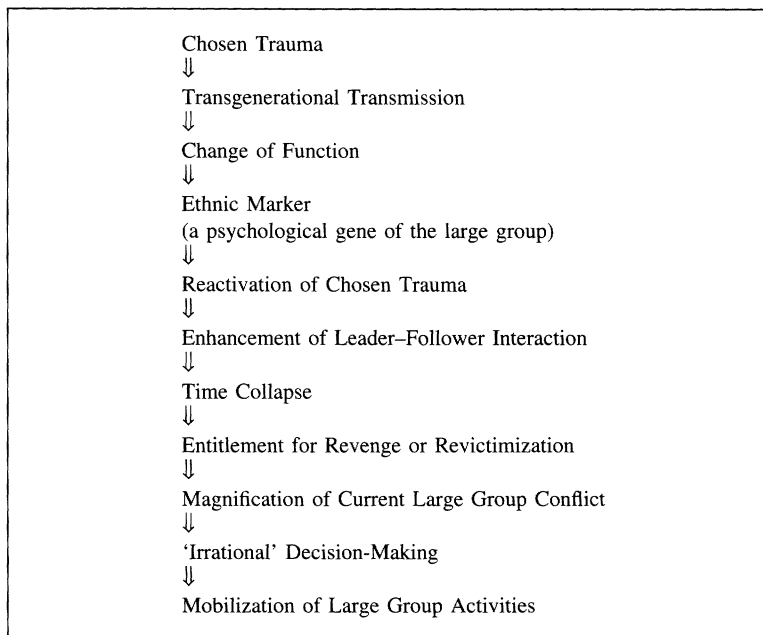 Chosen Trauma
⇓
Transgenerational Transmission
⇓
Change of Function
⇓
Ethnic Marker
(a psychological gene of the large group)
⇓
Reactivation of Chosen Trauma
⇓
Enhancement of Leader–Follower Interaction
⇓
Time Collapse
⇓
Entitlement for Revenge or Revictimization
⇓
Magnification of Current Large Group Conflict
⇓
‘Irrational’ Decision-Making
⇓
Mobilization of Large Group Activities